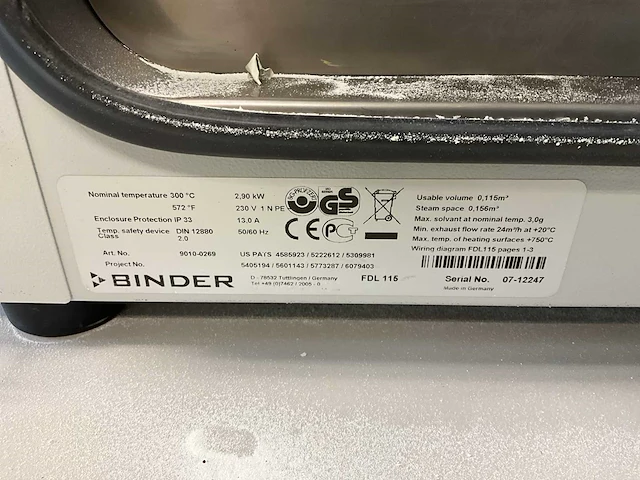 Nominal temperature 300 °C 2,90 kW
572 °F 230 V 1 N PE
Enclosure Protection IP 33 13,0 A
Temp. safety device DIN 12880 50/60 Hz
Class 2.0
Art. No. 9010-0269 US PATS 4585923 / 5222612 / 5309981
Project No. 5405194 / 5601143 / 5773287 / 6079403
BINDER
D - 78532 Tuttlingen / Germany
Tel +49 (0)7462 / 2005 - 0
FDL 115
GS
CE
Usable volume 0,115m³
Steam space 0,156m³
Max. solvent at nominal temp. 3,0g
Min. exhaust flow rate 24m³/h at +20°C
Max. temp. of heating surfaces +750°C
Wiring diagram FDL115 pages 1-3
Serial No. 07-12247
Made in Germany